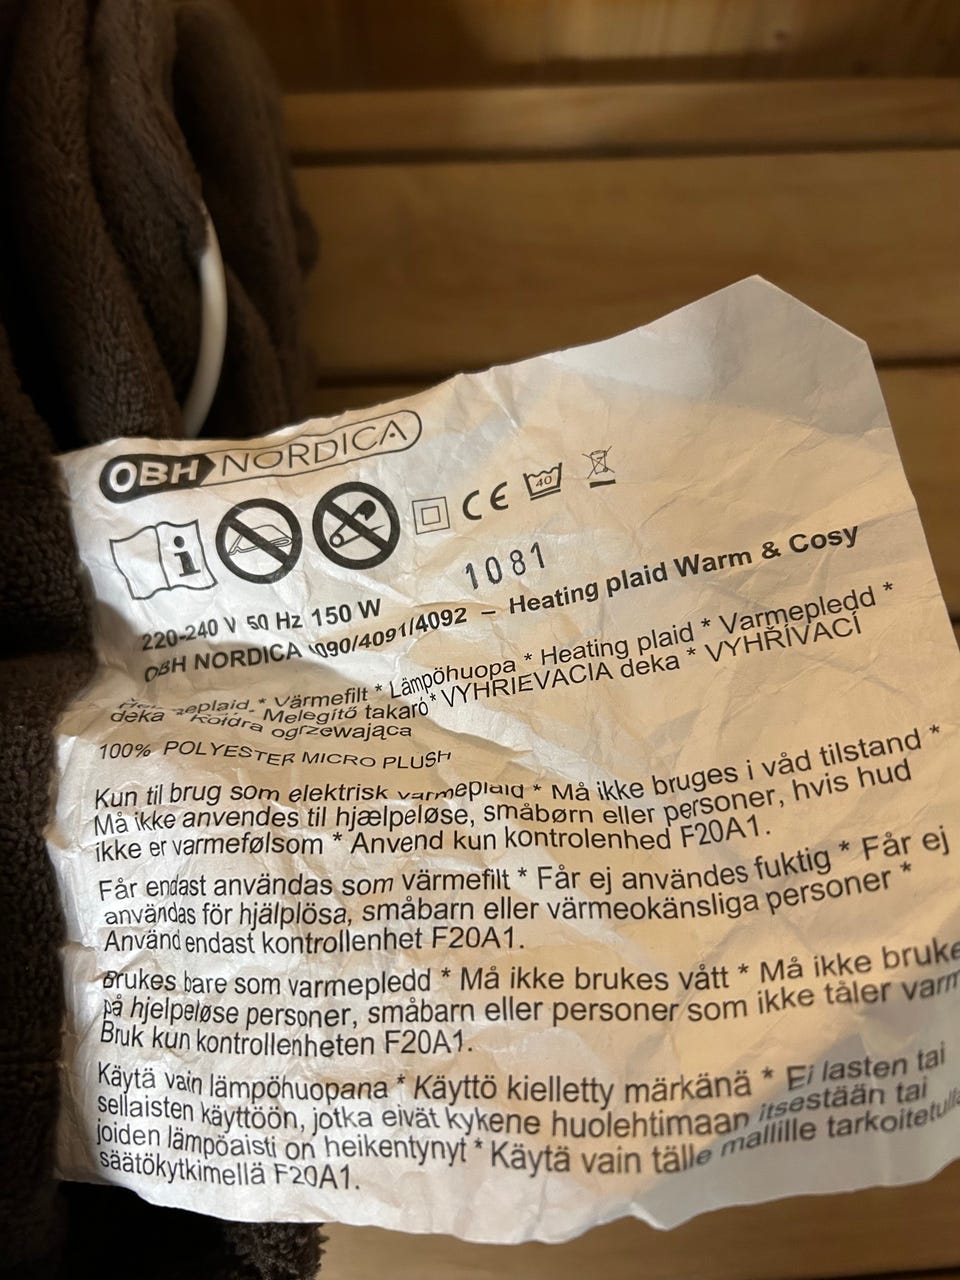 OBH NORDICA
i
40
1081
220-240 V 50 Hz 150 W
OBH NORDICA 090/4091/4092 – Heating plaid Warm & Cosy
Värmefilt * Lämpöhuopa * Heating plaid * Varmepledd *
deka * Kołdra Melegítő takaró * VYHRIEVACIA deka * VYHŘÍVACÍ
ogrzewająca
100% POLYESTER MICRO PLUSH
Kun til brug som elektrisk varmeplaid * Må ikke bruges i våd tilstand *
Må ikke anvendes til hjælpeløse, småbørn eller personer, hvis hud
ikke er varmefølsom * Anvend kun kontrolenhed F20A1.
Får endast användas som värmefilt * Får ej användes fuktig * Får ej
användas för hjälplösa, småbarn eller värmeokänsliga personer *
Använd endast kontrollenhet F20A1.
Brukes bare som varmepledd * Må ikke brukes vått * Må ikke bruke
på hjelpeløse personer, småbarn eller personer som ikke tåler varm
Bruk kun kontrollenheten F20A1.
Käytä vain lämpöhuopana * Käyttö kielletty märkänä * Ei lasten tai
sellaisten käyttöön, jotka eivät kykene huolehtimaan itsestään tai
joiden lämpöaisti on heikentynyt * Käytä vain tälle mallille tarkoitetulla
säätökytkimellä F20A1.